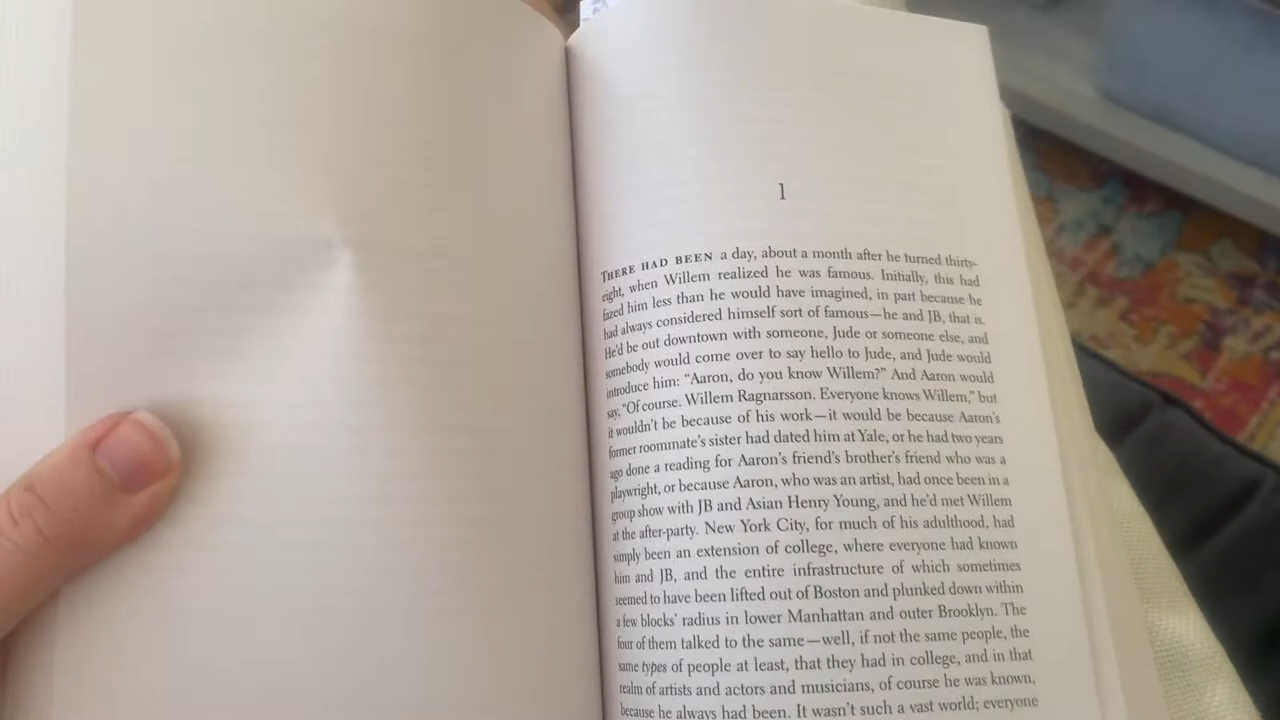 1
THERE HAD BEEN a day, about a month after he turned thirty-
eight, when Willem realized he was famous. Initially, this had
fazed him less than he would have imagined, in part because he
had always considered himself sort of famous—he and JB, that is.
He'd be out downtown with someone, Jude or someone else, and
somebody would come over to say hello to Jude, and Jude would
introduce him: “Aaron, do you know Willem?” And Aaron would
say, “Of course. Willem Ragnarsson. Everyone knows Willem,” but
it wouldn't be because of his work—it would be because Aaron's
former roommate's sister had dated him at Yale, or he had two years
ago done a reading for Aaron's friend's brother's friend who was a
playwright, or because Aaron, who was an artist, had once been in a
group show with JB and Asian Henry Young, and he'd met Willem
at the after-party. New York City, for much of his adulthood, had
simply been an extension of college, where everyone had known
him and JB, and the entire infrastructure of which sometimes
seemed to have been lifted out of Boston and plunked down within
a few blocks' radius in lower Manhattan and outer Brooklyn. The
four of them talked to the same—well, if not the same people, the
same types of people at least, that they had in college, and in that
realm of artists and actors and musicians, of course he was known,
because he always had been. It wasn't such a vast world; everyone